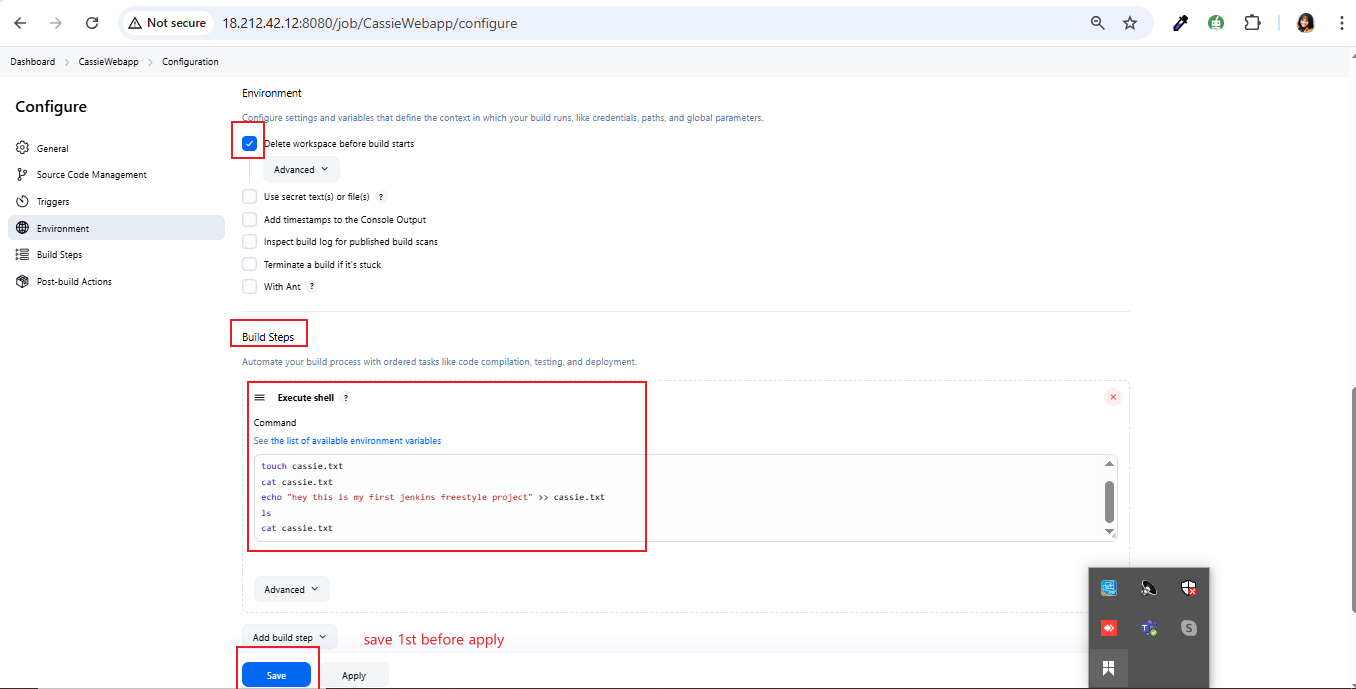 Not secure
18.212.42.12:8080/job/CassieWebapp/configure
Dashboard > CassieWebapp > Configuration
Configure
General
Source Code Management
Triggers
Environment
Build Steps
Post-build Actions
Environment
Configure settings and variables that define the context in which your build runs, like credentials, paths, and global parameters.
Delete workspace before build starts
Advanced
Use secret text(s) or file(s) ?
Add timestamps to the Console Output
Inspect build log for published build scans
Terminate a build if it's stuck
With Ant ?
Build Steps
Automate your build process with ordered tasks like code compilation, testing, and deployment.
Execute shell ?
Command
See the list of available environment variables
touch cassie.txt
cat cassie.txt
echo "hey this is my first jenkins freestyle project" >> cassie.txt
ls
cat cassie.txt
Advanced
Add build step
save 1st before apply
Save
Apply